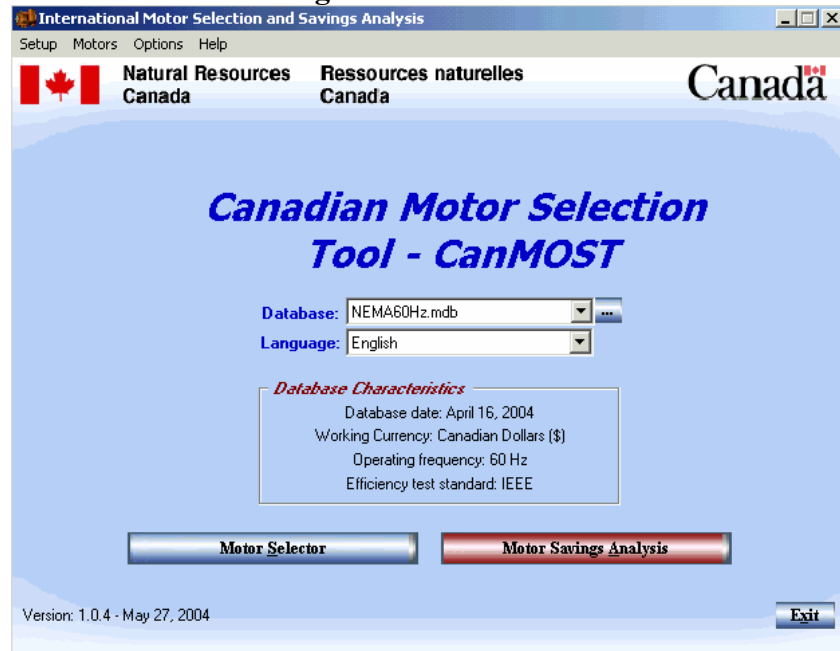 International Motor Selection and Savings Analysis
Setup Motors Options Help
Natural Resources Canada
Ressources naturelles Canada
Canada
Canadian Motor Selection
Tool - CanMOST
Database: NEMA60Hz.mdb ...
Language: English
Database Characteristics
Database date: April 16, 2004
Working Currency: Canadian Dollars ($)
Operating frequency: 60 Hz
Efficiency test standard: IEEE
Motor Selector Motor Savings Analysis
Version: 1.0.4 - May 27, 2004 Exit